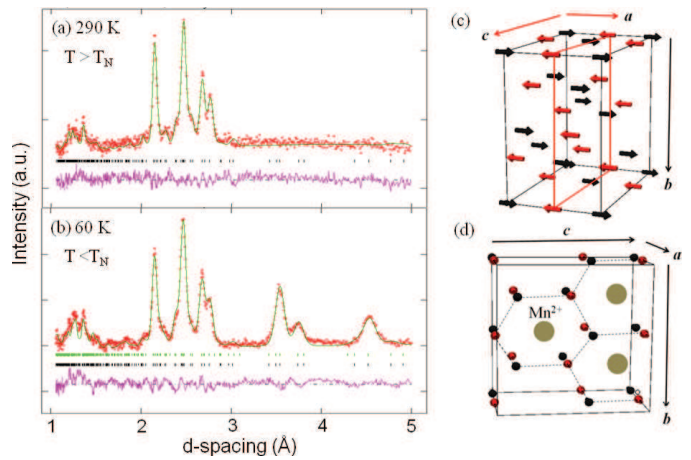 (a) 290 K
T > T_N
(b) 60 K
T <T_N
Intensity (a.u.)
1 2 3 4 5
d-spacing (Å)
(c)
a
c
b
(d)
c
a
Mn²⁺
b